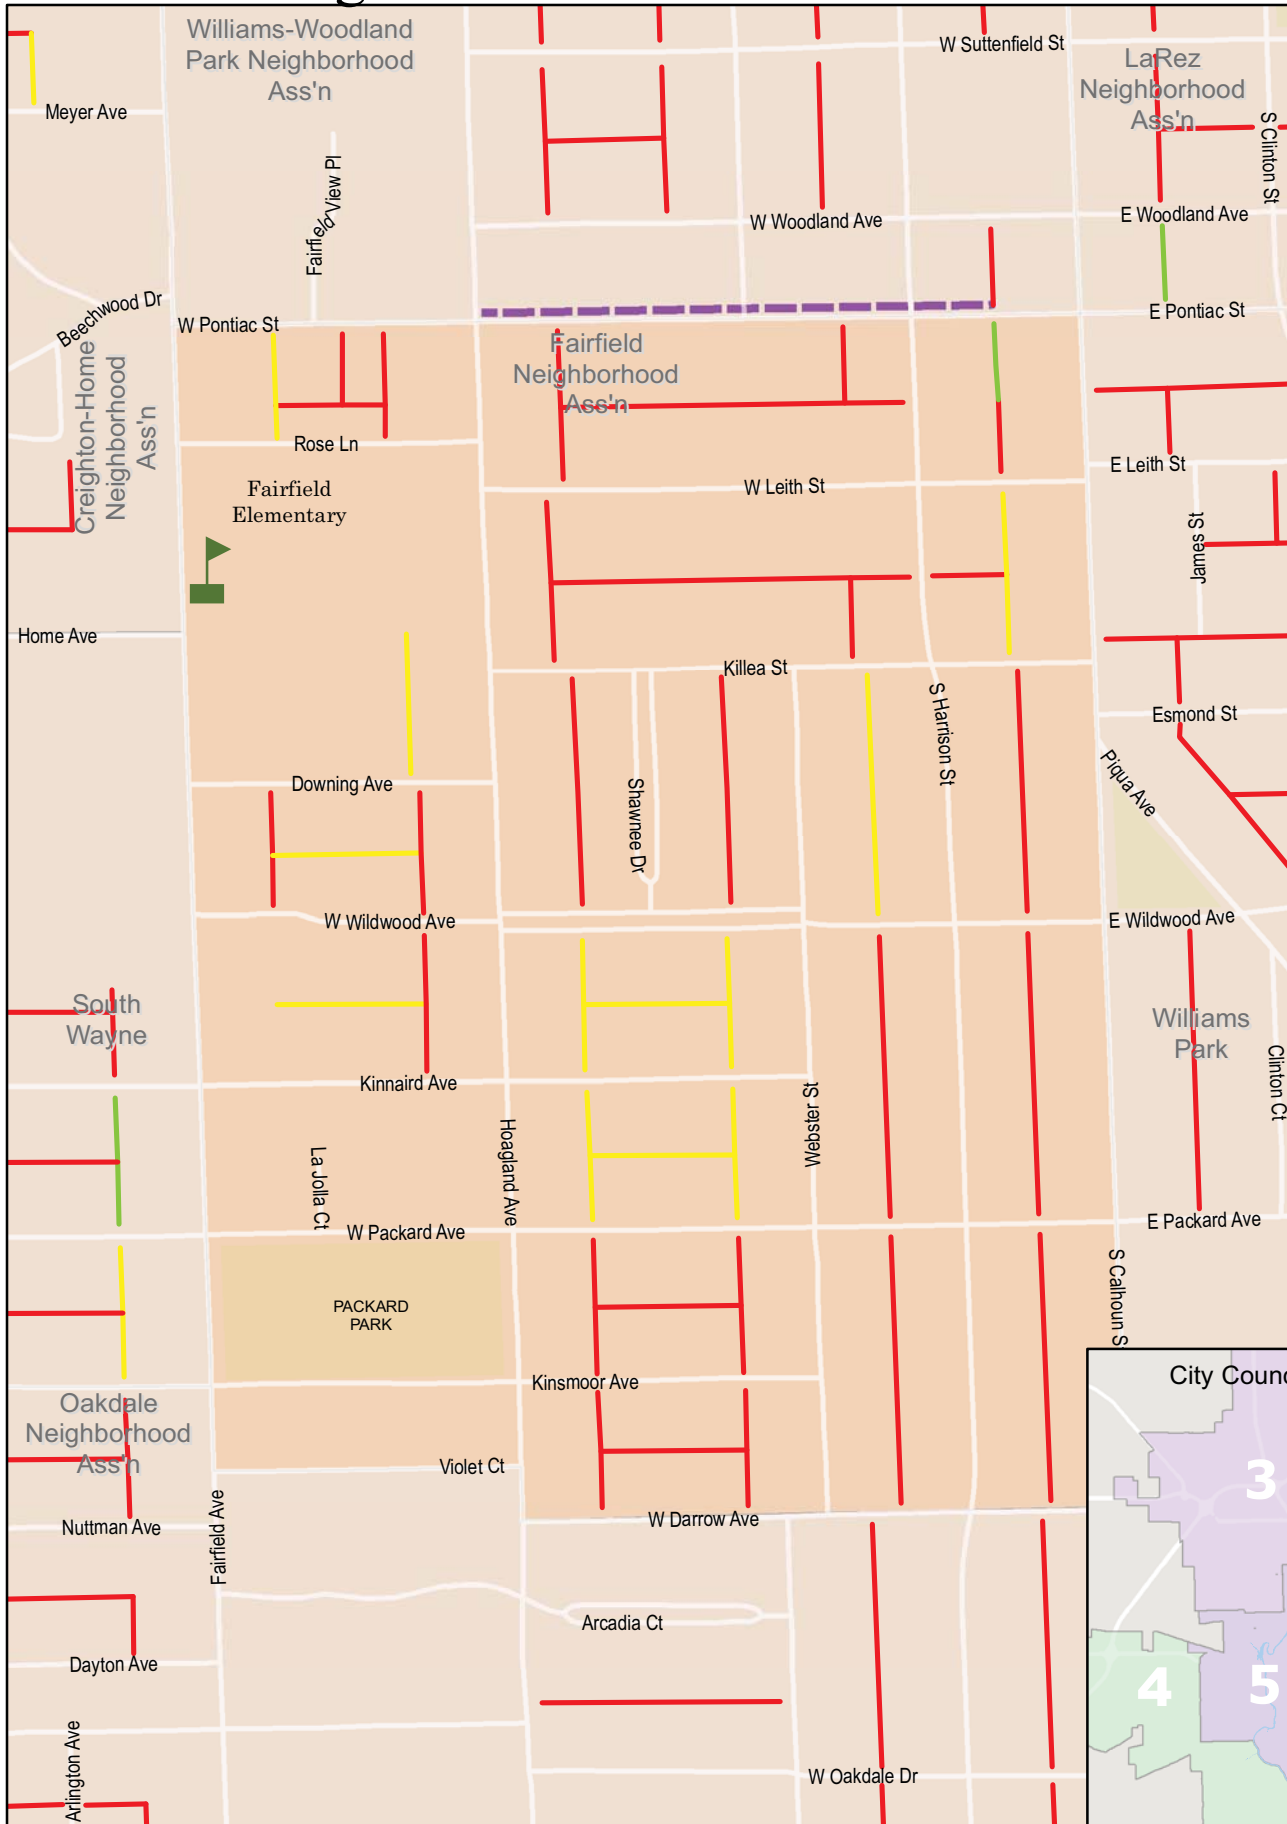 g
Williams-Woodland
Park Neighborhood
Ass'n
W Suttenfield St
LaRez
Neighborhood
Ass'n
Meyer Ave
S Clinton St
Fairfield View Pl
W Woodland Ave
E Woodland Ave
Beechwood Dr
W Pontiac St
E Pontiac St
Fairfield
Neighborhood
Ass'n
Creighton-Home
Neighborhood
Ass'n
Rose Ln
E Leith St
W Leith St
Fairfield
Elementary
James St
Home Ave
Killea St
S Harrison St
Esmond St
Piqua Ave
Downing Ave
Shawnee Dr
W Wildwood Ave
E Wildwood Ave
South
Wayne
Williams
Park
Kinnaird Ave
Clinton Ct
Webster St
Hoagland Ave
La Jolla Ct
W Packard Ave
E Packard Ave
S Calhoun S
PACKARD
PARK
Kinsmoor Ave
City Counc
Oakdale
Neighborhood
Ass'n
Violet Ct
3
Fairfield Ave
Nuttman Ave
W Darrow Ave
Arcadia Ct
Dayton Ave
4
5
Arlington Ave
W Oakdale Dr